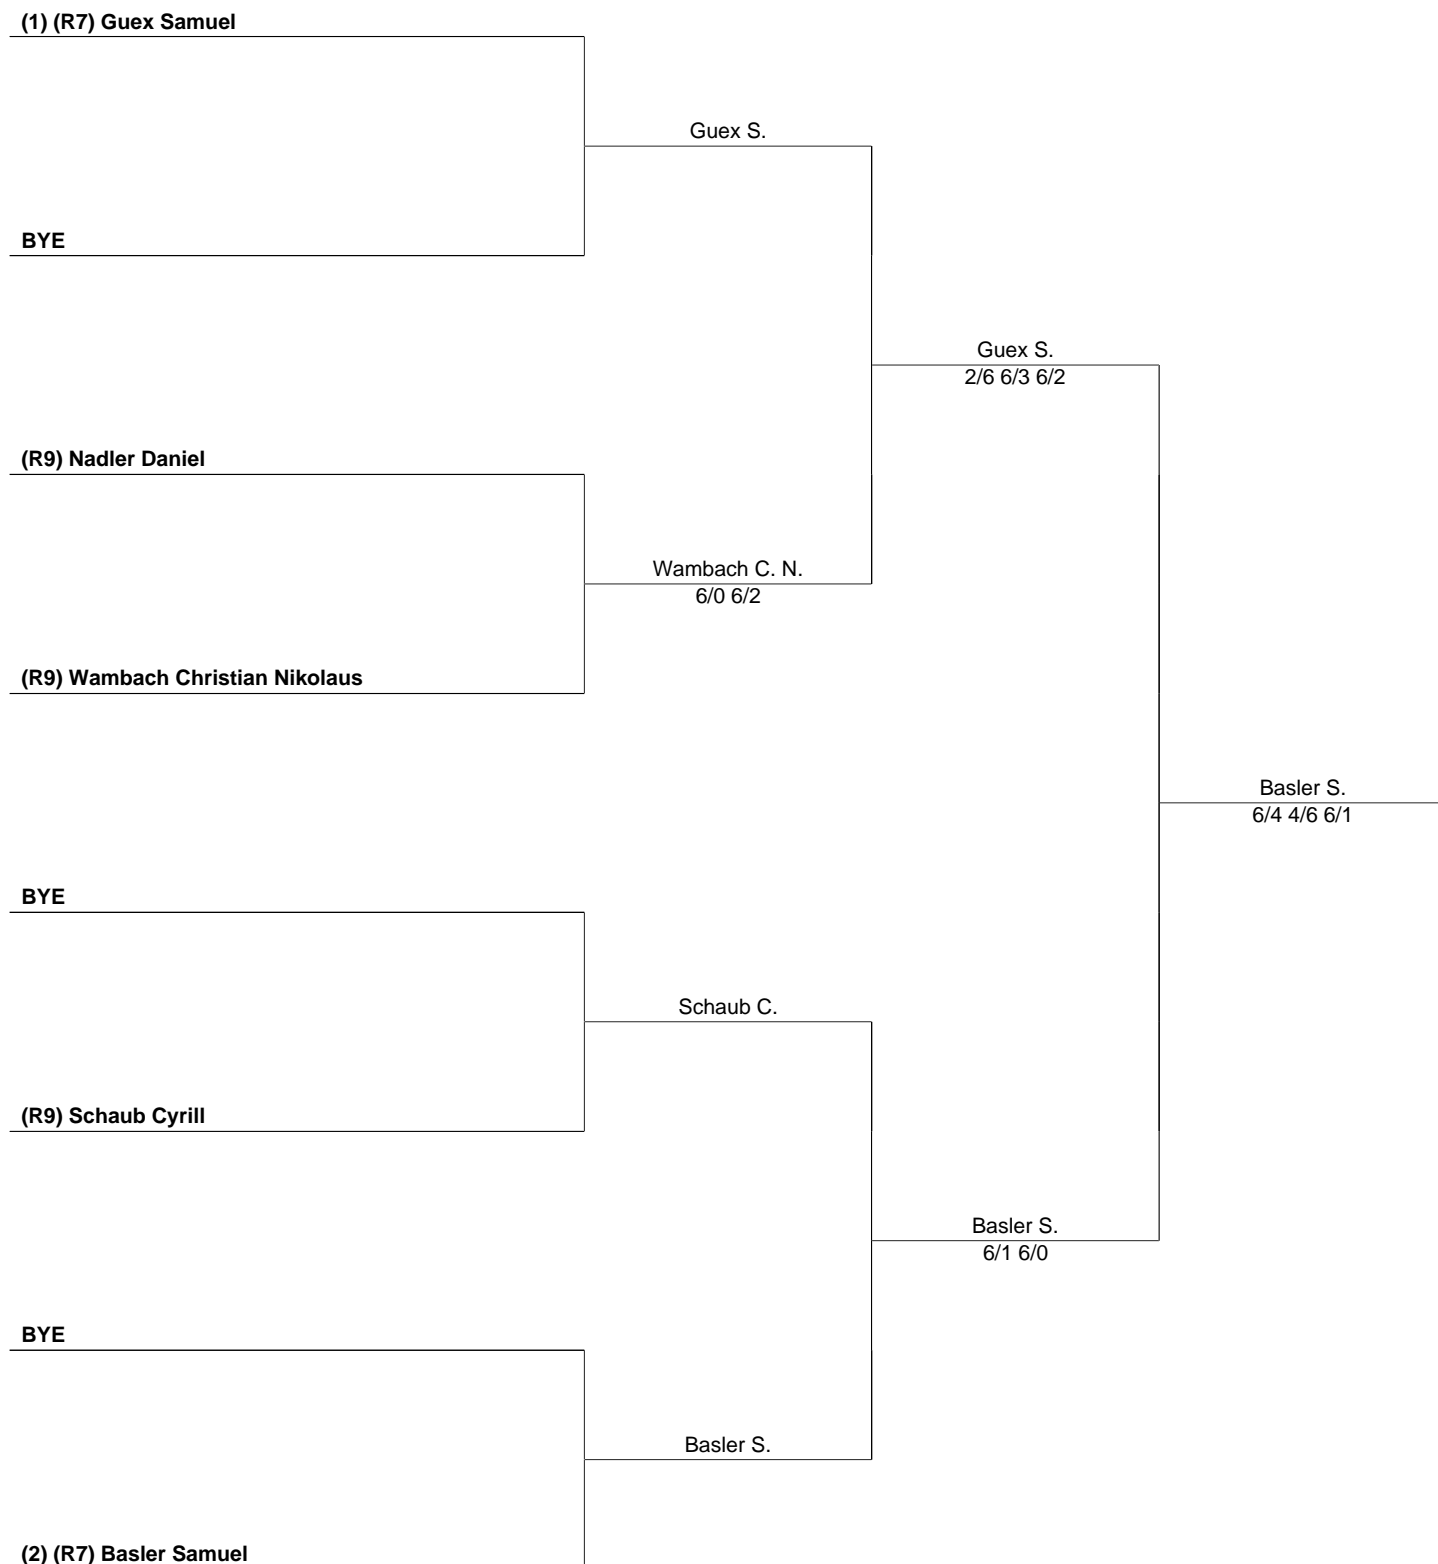 (1) (R7) Guex Samuel
Guex S.
BYE
Guex S.
2/6 6/3 6/2
(R9) Nadler Daniel
Wambach C. N.
6/0 6/2
(R9) Wambach Christian Nikolaus
Basler S.
6/4 4/6 6/1
BYE
Schaub C.
(R9) Schaub Cyrill
Basler S.
6/1 6/0
BYE
Basler S.
(2) (R7) Basler Samuel